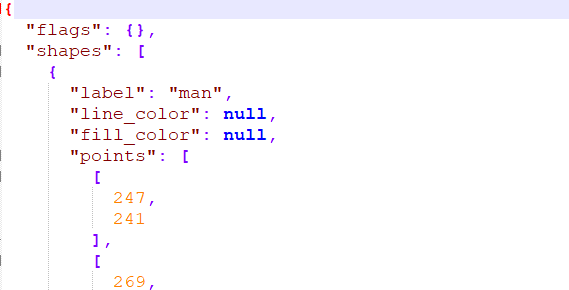 {
"flags": {},
"shapes": [
{
"label": "man",
"line_color": null,
"fill_color": null,
"points": [
[
247,
241
],
[
269,